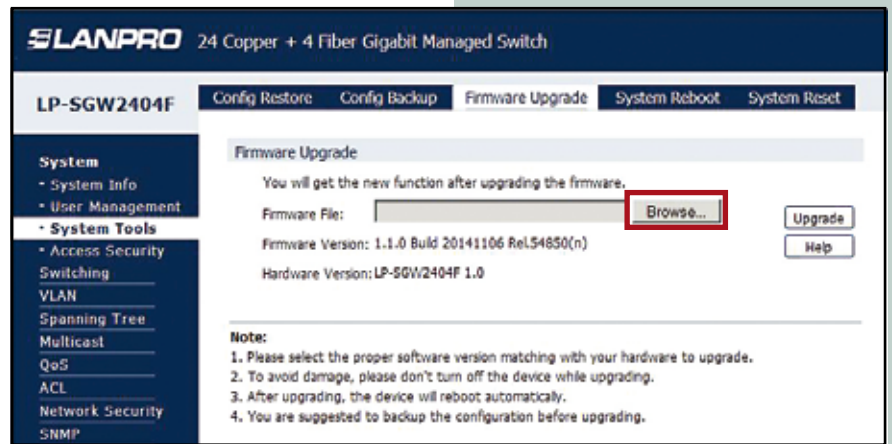 SLANPRO 24 Copper + 4 Fiber Gigabit Managed Switch
LP-SGW2404F
Config Restore Config Backup Firmware Upgrade System Reboot System Reset
System
- System Info
- User Management
- System Tools
- Access Security
Switching
VLAN
Spanning Tree
Multicast
QoS
ACL
Network Security
SNMP
Firmware Upgrade
You will get the new function after upgrading the firmware.
Firmware File: Browse... Upgrade
Firmware Version: 1.1.0 Build 20141106 Rel.54850(n) Help
Hardware Version: LP-SGW2404F 1.0
Note:
1. Please select the proper software version matching with your hardware to upgrade.
2. To avoid damage, please don't turn off the device while upgrading.
3. After upgrading, the device will reboot automatically.
4. You are suggested to backup the configuration before upgrading.